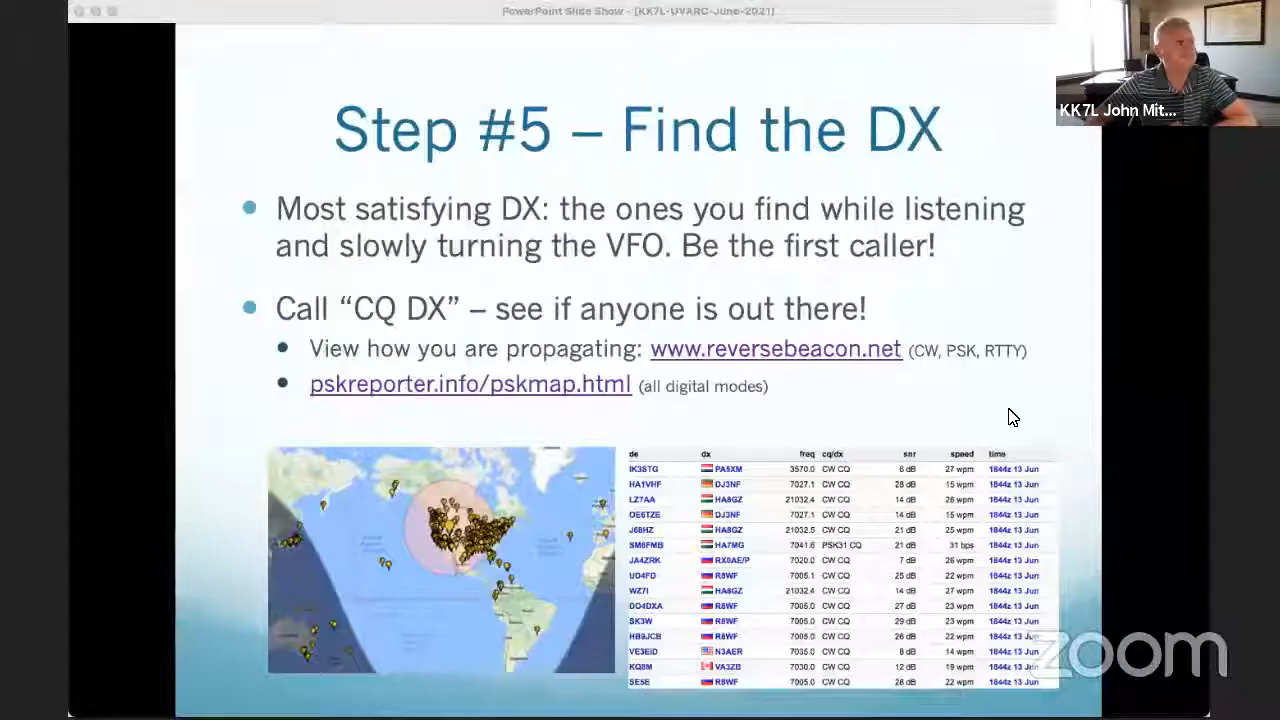 PowerPoint Slide Show - [KK7L-UVARC-June-2021]
KK7L John Mit...
Step #5 – Find the DX
Most satisfying DX: the ones you find while listening
and slowly turning the VFO. Be the first caller!
Call “CQ DX” – see if anyone is out there!
View how you are propagating: www.reversebeacon.net (CW, PSK, RTTY)
pskreporter.info/pskmap.html (all digital modes)
de dx freq cq/dx snr speed time
IK3STG PA5XM 3570.0 CW CQ 6 dB 27 wpm 1844z 13 Jun
HA1VHF DJ3NF 7027.1 CW CQ 28 dB 15 wpm 1844z 13 Jun
LZ7AA HA8GZ 21032.4 CW CQ 14 dB 26 wpm 1844z 13 Jun
OE6TZE DJ3NF 7027.1 CW CQ 14 dB 15 wpm 1844z 13 Jun
J68HZ HA8GZ 21032.5 CW CQ 21 dB 25 wpm 1844z 13 Jun
SM6FMB HA7MG 7041.6 PSK31 CQ 21 dB 31 bps 1844z 13 Jun
JA4ZRK RX0AE/P 7020.0 CW CQ 7 dB 26 wpm 1844z 13 Jun
UD4FD R8WF 7005.1 CW CQ 25 dB 22 wpm 1844z 13 Jun
WZ7I HA8GZ 21032.4 CW CQ 14 dB 27 wpm 1844z 13 Jun
DO4DXA R8WF 7005.0 CW CQ 27 dB 23 wpm 1844z 13 Jun
SK3W R8WF 7005.0 CW CQ 29 dB 23 wpm 1844z 13 Jun
HB9JCB R8WF 7005.0 CW CQ 26 dB 22 wpm 1844z 13 Jun
VE3EID N3AER 7035.0 CW CQ 8 dB 14 wpm 1844z 13 Jun
KQ8M VA3ZB 7030.0 CW CQ 12 dB 19 wpm 1844z 13 Jun
SE5E R8WF 7005.0 CW CQ 28 dB 22 wpm 1844z 13 Jun
zoom